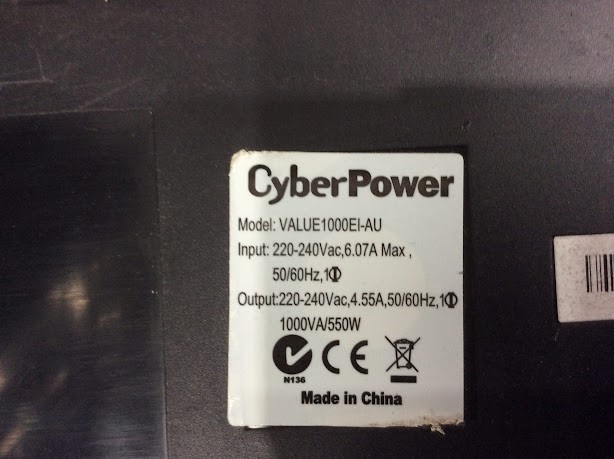 CyberPower
Model: VALUE1000EI-AU
Input: 220-240Vac,6.07A Max ,
50/60Hz,1Φ
Output:220-240Vac,4.55A,50/60Hz,1Φ
1000VA/550W
CE
N136
Made in China